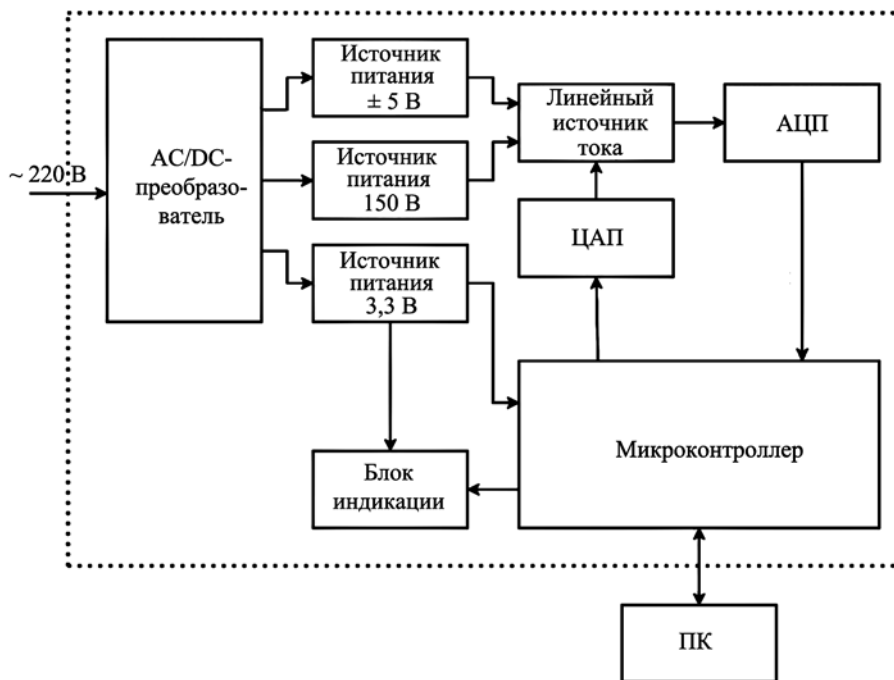 ~ 220 В
AC/DC-
преобразо-
ватель
Источник
питания
± 5 В
Источник
питания
150 В
Источник
питания
3,3 В
Линейный
источник
тока
АЦП
ЦАП
Микроконтроллер
Блок
индикации
ПК